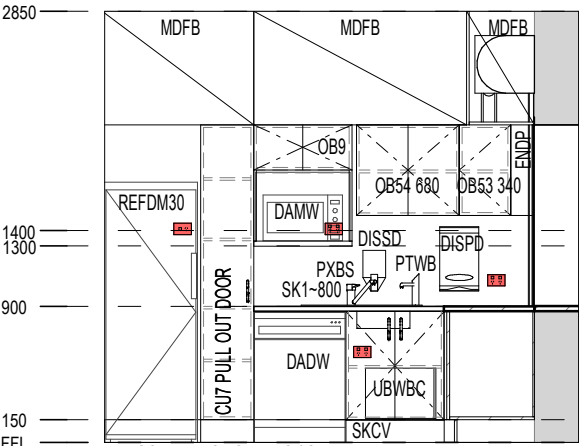 2850
MDFB
MDFB
MDFB
ENDP
OB9
OB54 680
OB53 340
REFDM30
DAMW
1400
DISSD
DISPD
1300
PXBS
PTWB
CU7 PULL OUT DOOR
SK1~800
900
DADW
UBWBC
150
SKCV
FFL